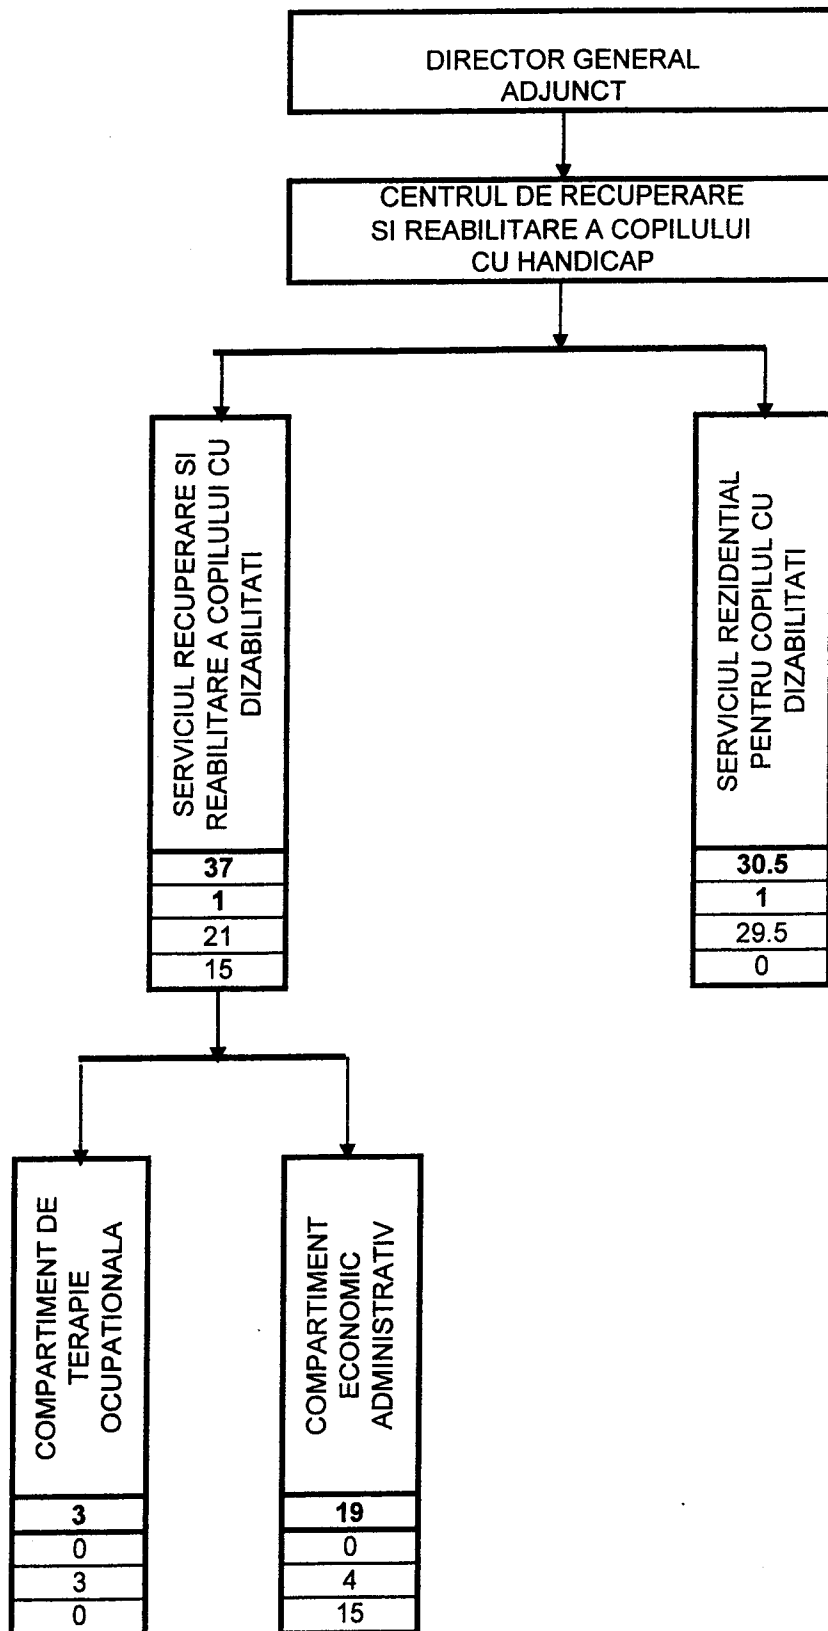 DIRECTOR GENERAL
ADJUNCT
CENTRUL DE RECUPERARE
SI REABILITARE A COPILULUI
CU HANDICAP
SERVICIUL RECUPERARE SI
REABILITARE A COPILULUI CU
DIZABILITATI
37
1
21
15
SERVICIUL REZIDENTIAL
PENTRU COPILUL CU
DIZABILITATI
30.5
1
29.5
0
COMPARTIMENT DE
TERAPIE
OCUPATIONALA
3
0
3
0
COMPARTIMENT
ECONOMIC
ADMINISTRATIV
19
0
4
15